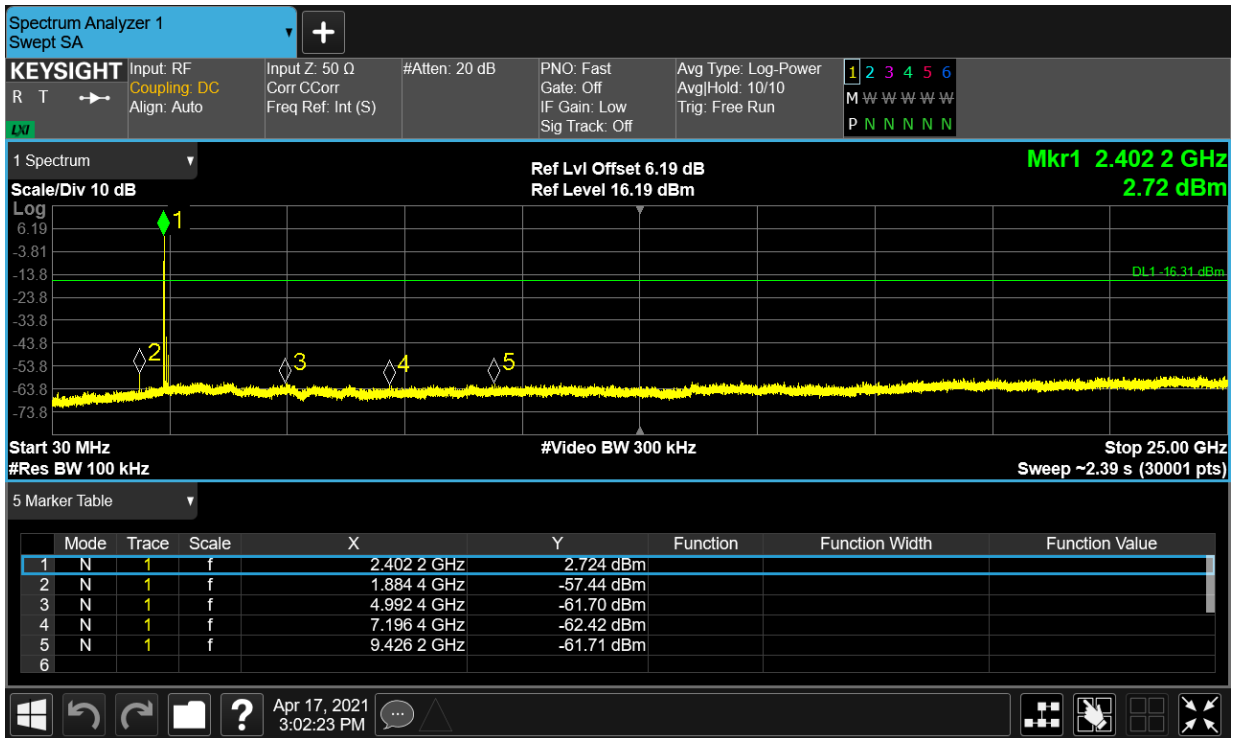 Spectrum Analyzer 1
Swept SA
+
KEYSIGHT
R T
LXI
Input: RF
Coupling: DC
Align: Auto
Input Z: 50 Ω
Corr CCorr
Freq Ref: Int (S)
#Atten: 20 dB
PNO: Fast
Gate: Off
IF Gain: Low
Sig Track: Off
Avg Type: Log-Power
Avg|Hold: 10/10
Trig: Free Run
1 2 3 4 5 6
M W W W W W
P N N N N N N
1 Spectrum
Scale/Div 10 dB
Ref Lvl Offset 6.19 dB
Ref Level 16.19 dBm
Mkr1 2.402 2 GHz
2.72 dBm
Log
6.19
-3.81
-13.8
-23.8
-33.8
-43.8
-53.8
-63.8
-73.8
1
2
3
4
5
DL1 -16.31 dBm
Start 30 MHz
#Video BW 300 kHz
Stop 25.00 GHz
#Res BW 100 kHz
Sweep ~2.39 s (30001 pts)
5 Marker Table
Mode Trace Scale X Y Function Function Width Function Value
1 N 1 f 2.402 2 GHz 2.724 dBm
2 N 1 f 1.884 4 GHz -57.44 dBm
3 N 1 f 4.992 4 GHz -61.70 dBm
4 N 1 f 7.196 4 GHz -62.42 dBm
5 N 1 f 9.426 2 GHz -61.71 dBm
6
?
Apr 17, 2021
3:02:23 PM